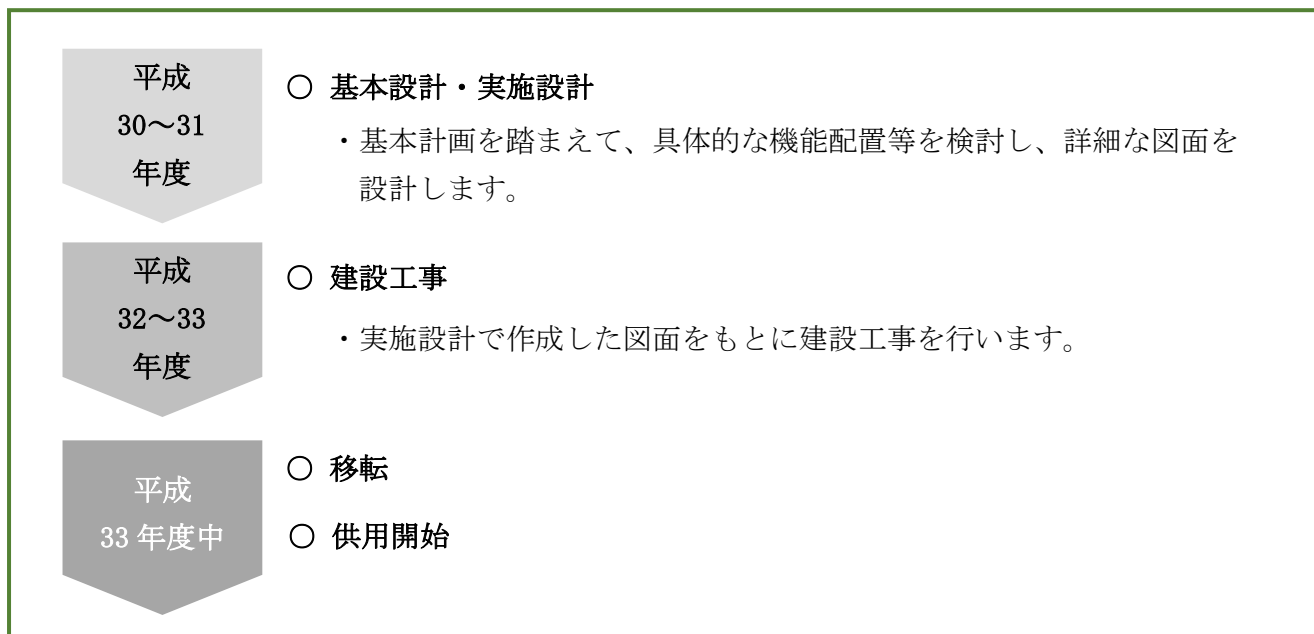 平成
30～31
年度
○ 基本設計・実施設計
・基本計画を踏まえて、具体的な機能配置等を検討し、詳細な図面を
設計します。
平成
32～33
年度
○ 建設工事
・実施設計で作成した図面をもとに建設工事を行います。
平成
33 年度中
○ 移転
○ 供用開始